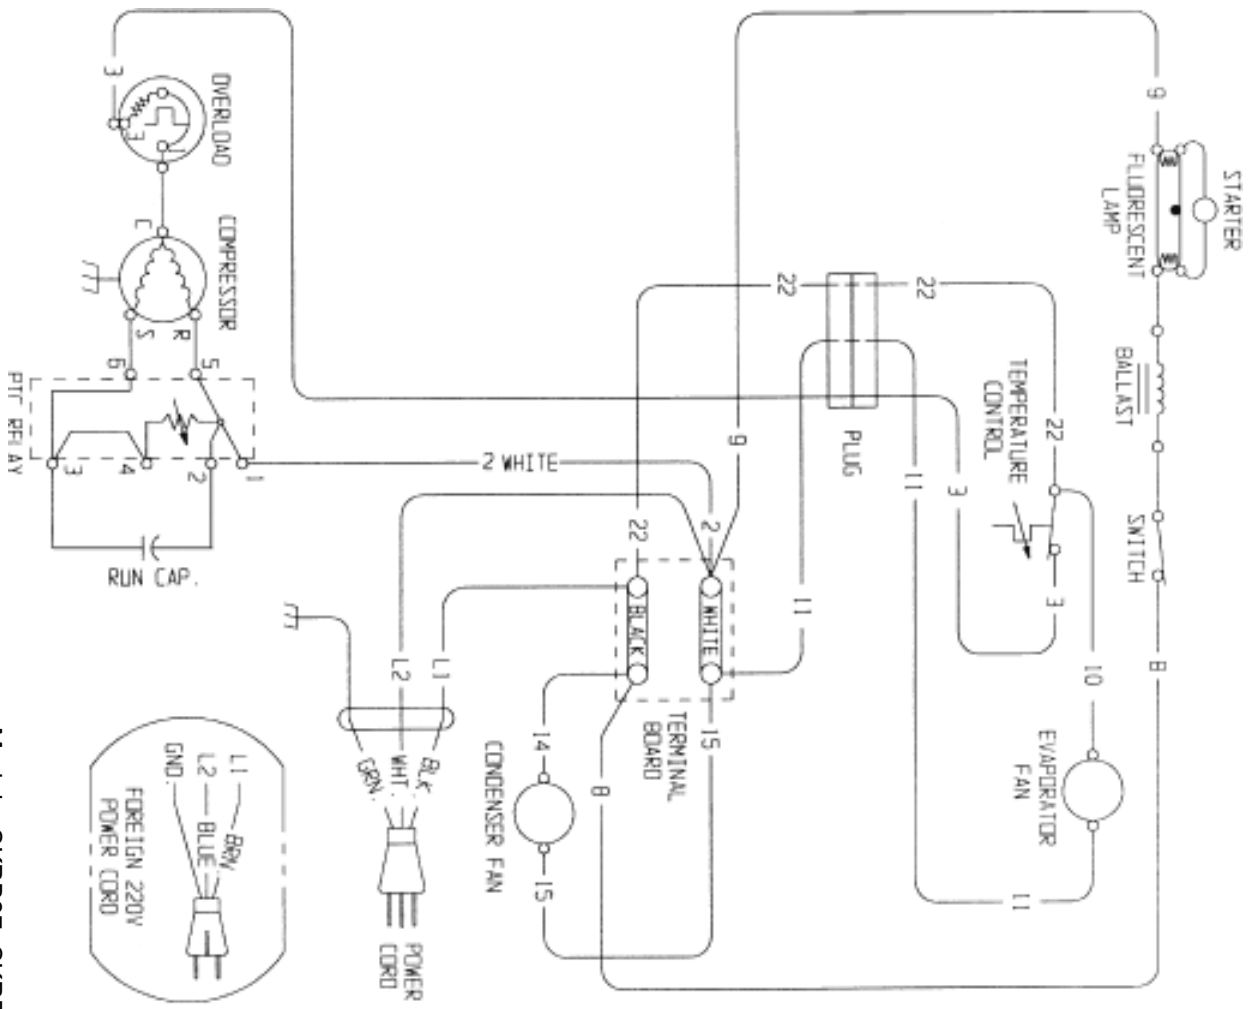 3
OVERLOAD
3
1
C
COMPRESSOR
S
R
6
5
PTC RELAY
3
4
2
1
RUN CAP.
2 WHITE
9
STARTER
FLUORESCENT
LAMP
BALLAST
SWITCH
8
22
22
PLUG
TEMPERATURE
CONTROL
22
11
3
3
10
EVAPORATOR
FAN
11
9
22
2
11
BLACK
WHITE
TERMINAL
BOARD
15
14
8
CONDENSER FAN
15
L2
L1
GRN.
WHT.
BLK
POWER
CORD
GND.
L2
L1
BLUE
BRN
FOREIGN 220V
POWER CORD